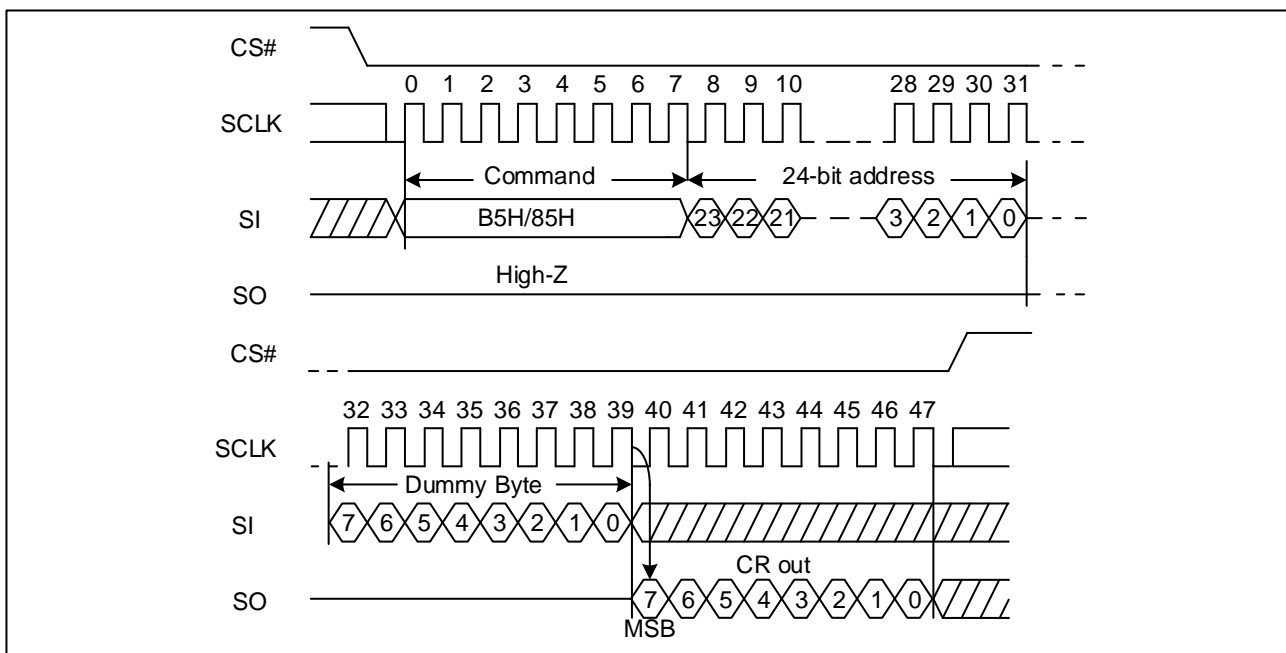 CS#
0 1 2 3 4 5 6 7 8 9 10 28 29 30 31
SCLK
Command 24-bit address
SI B5H/85H 23 22 21 3 2 1 0
High-Z
SO
CS#
32 33 34 35 36 37 38 39 40 41 42 43 44 45 46 47
SCLK
Dummy Byte
SI 7 6 5 4 3 2 1 0
CR out
SO 7 6 5 4 3 2 1 0
MSB